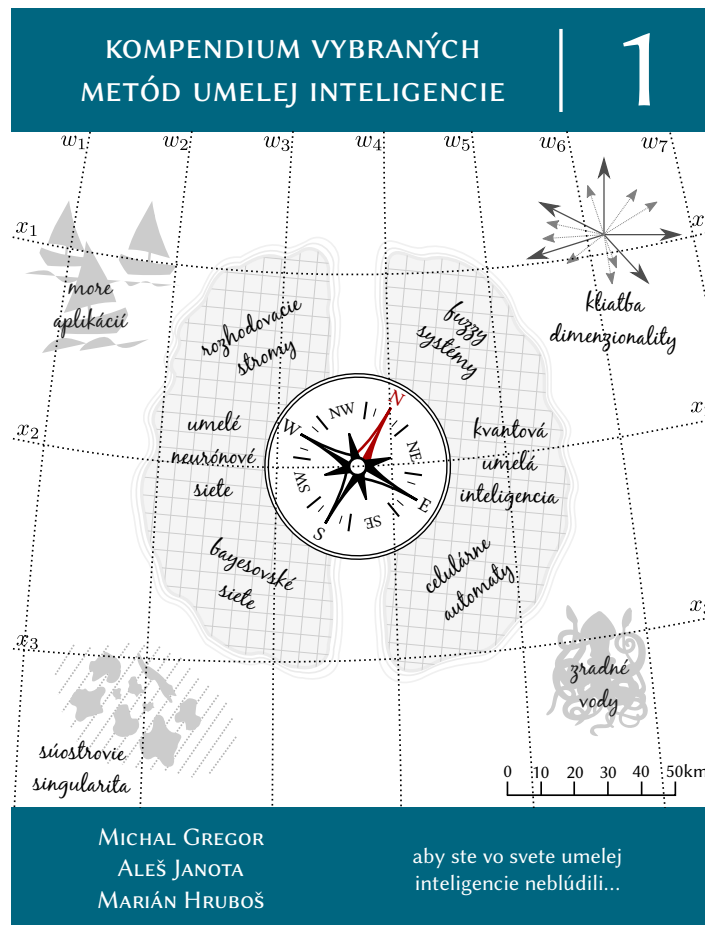 KOMPENDIUM VYBRANÝCH
METÓD UMELEJ INTELIGENCIE
1
w1 w2 w3 w4 w5 w6 w7
x1
x
more
aplikácií
kliatba
dimenzionality
rozhodovacie
stromy
fuzzy
systémy
N
NW
W
NE
SW
E
S
SE
x2
x
umelé
neurónové
siete
kvantová
umelá
inteligencia
bayesovské
siete
celulárne
automaty
x3
x
súostrovie
singularita
zradné
vody
0 10 20 30 40 50km
MICHAL GREGOR
ALEŠ JANOTA
MARIÁN HRUBOŠ
aby ste vo svete umelej
inteligencie neblúdili...